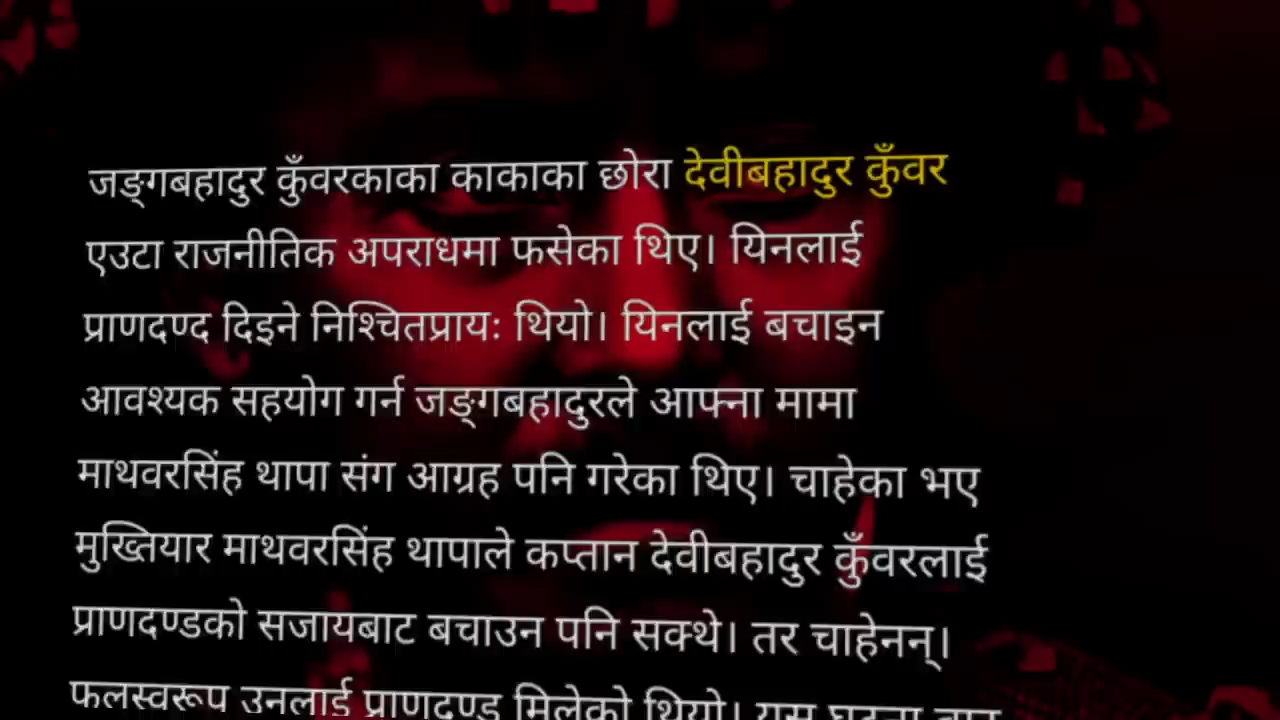 जङ्गबहादुर कुँवरकाका काकाका छोरा देवीबहादुर कुँवर
एउटा राजनीतिक अपराधमा फसेका थिए। यिनलाई
प्राणदण्द दिइने निश्चितप्रायः थियो। यिनलाई बचाइन
आवश्यक सहयोग गर्न जङ्गबहादुरले आफ्ना मामा
माथवरसिंह थापा संग आग्रह पनि गरेका थिए। चाहेका भए
मुख्तियार माथवरसिंह थापाले कप्तान देवीबहादुर कुँवरलाई
प्राणदण्डको सजायबाट बचाउन पनि सक्थे। तर चाहेनन्।
फलस्वरूप उनलाई प्राणदण्ड मिलेको थियो। यस घटना बाट